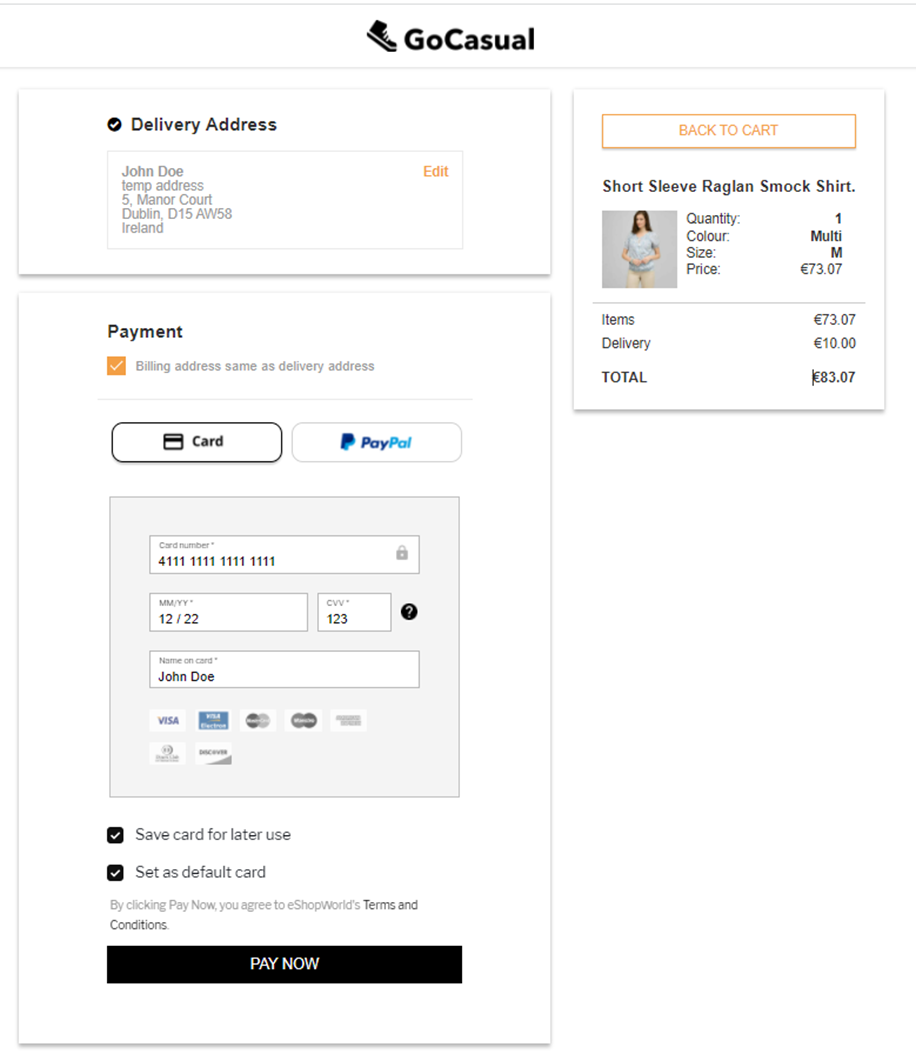 GoCasual
Delivery Address
John Doe
Edit
temp address
5, Manor Court
Dublin, D15 AW58
Ireland
Payment
Billing address same as delivery address
Card
PayPal
Card number *
4111 1111 1111 1111
MM/YY *
12 / 22
CVV *
123
?
Name on card *
John Doe
VISA
VISA
Electron
DISCOVER
Save card for later use
Set as default card
By clicking Pay Now, you agree to eShopWorld's Terms and
Conditions.
PAY NOW
BACK TO CART
Short Sleeve Raglan Smock Shirt.
Quantity: 1
Colour: Multi
Size: M
Price: €73.07
Items €73.07
Delivery €10.00
TOTAL €83.07